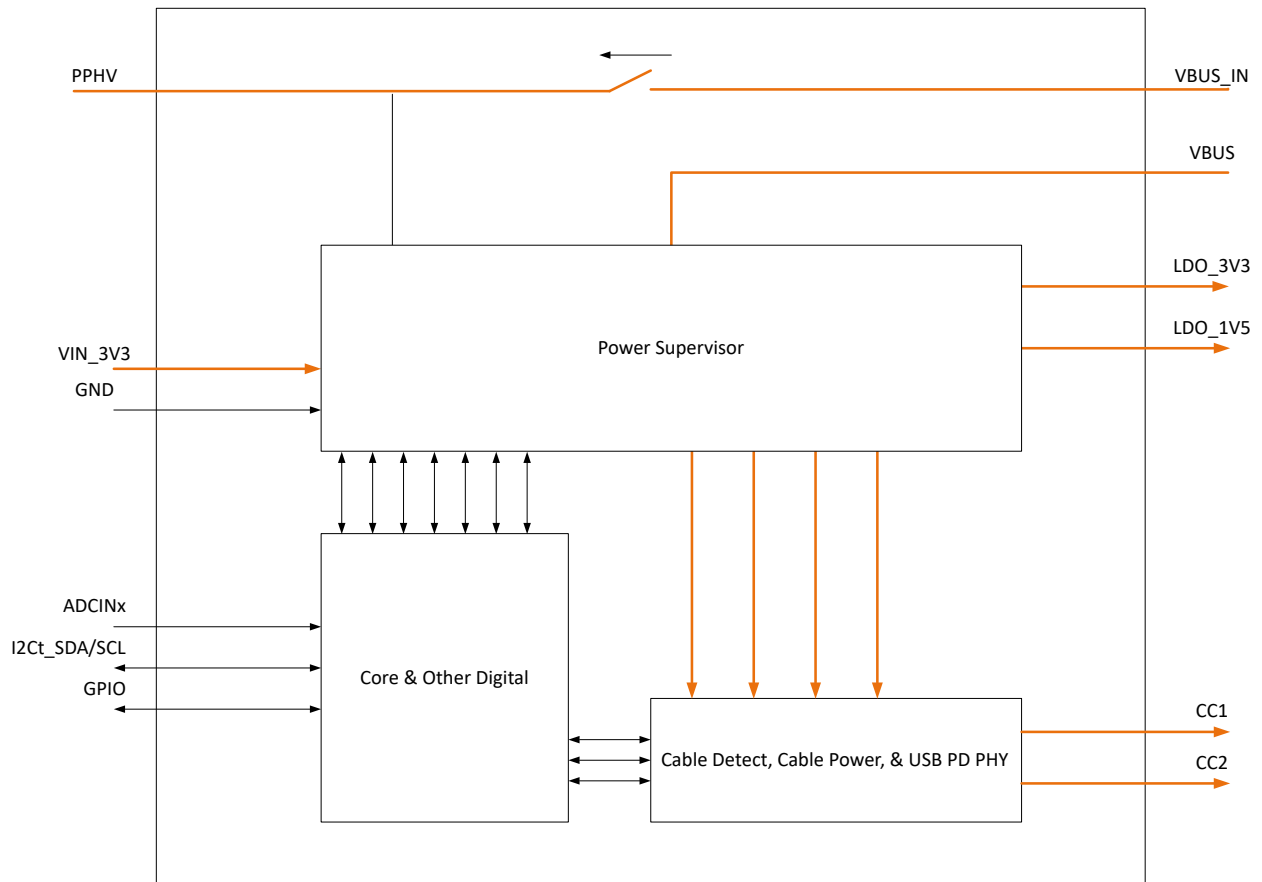 PPHV
VBUS_IN
VBUS
LDO_3V3
LDO_1V5
Power Supervisor
VIN_3V3
GND
ADCINx
I2Ct_SDA/SCL
GPIO
Core & Other Digital
Cable Detect, Cable Power, & USB PD PHY
CC1
CC2